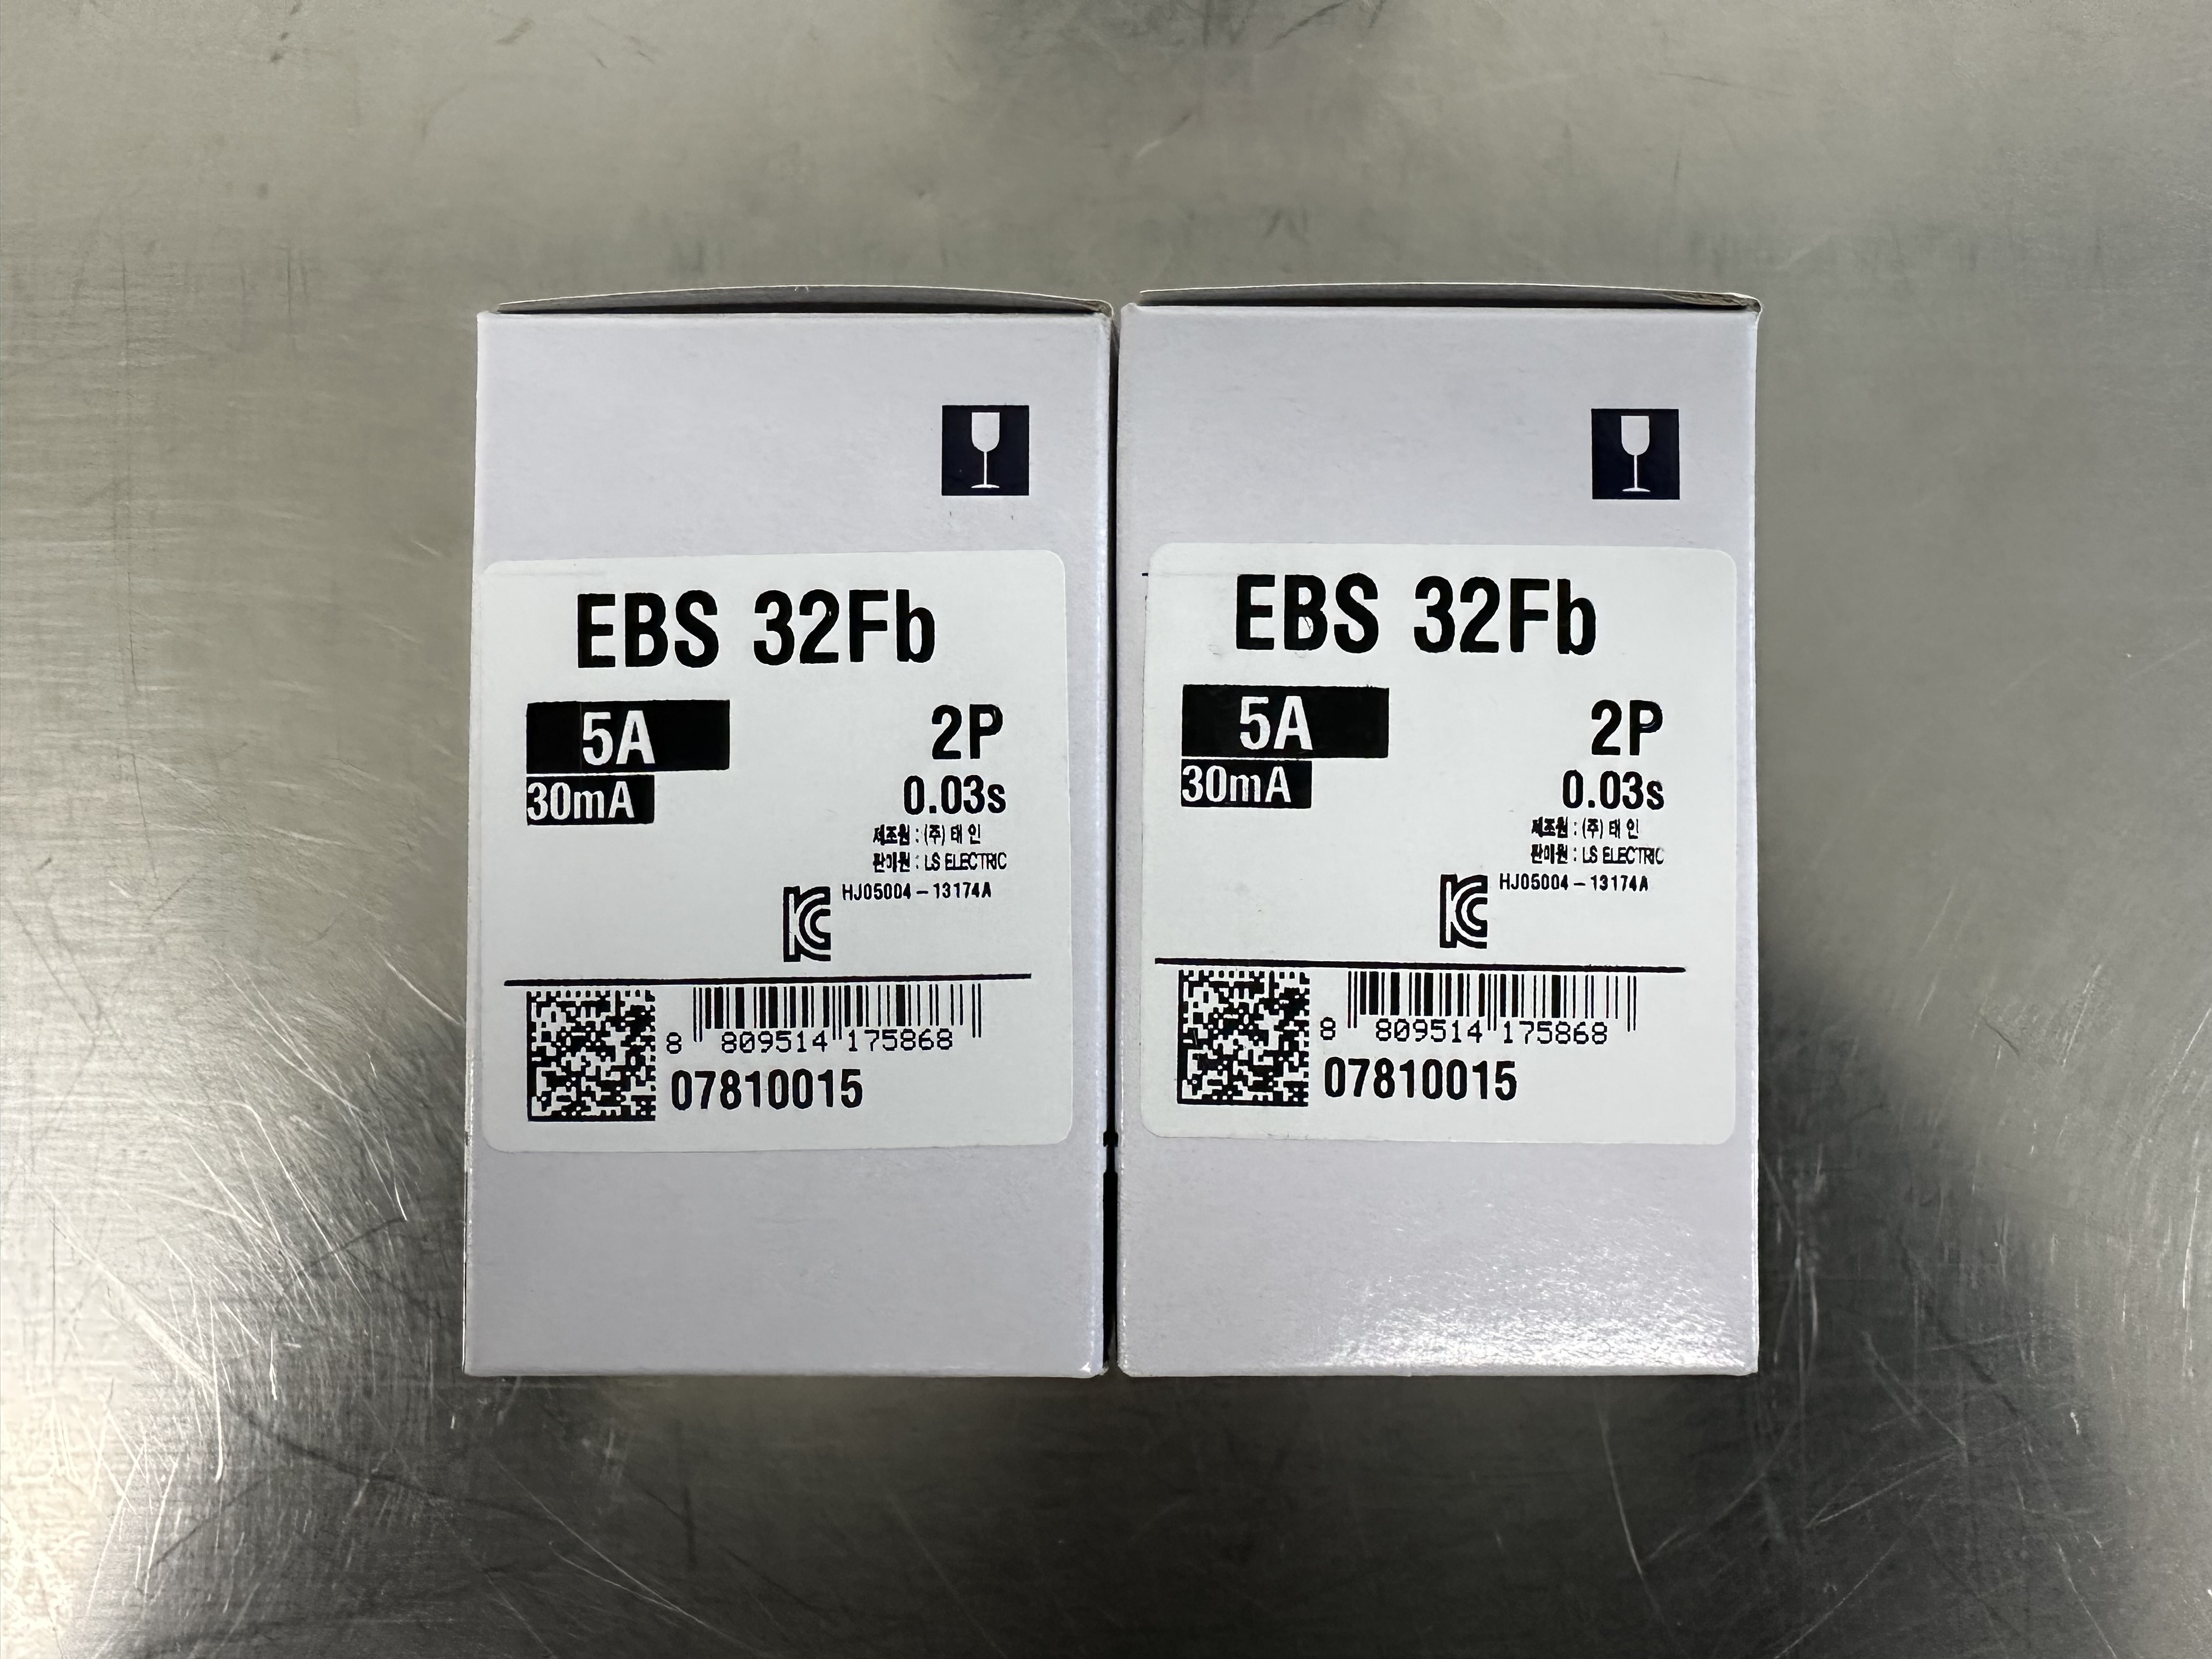 EBS 32Fb
5A
2P
30mA
0.03s
제조원 : (주) 태 인
판매원 : LS ELECTRIC
HJ05004-13174A
8 809514 175868
07810015
EBS 32Fb
5A
2P
30mA
0.03s
제조원 : (주) 태 인
판매원 : LS ELECTRIC
HJ05004-13174A
8 809514 175868
07810015